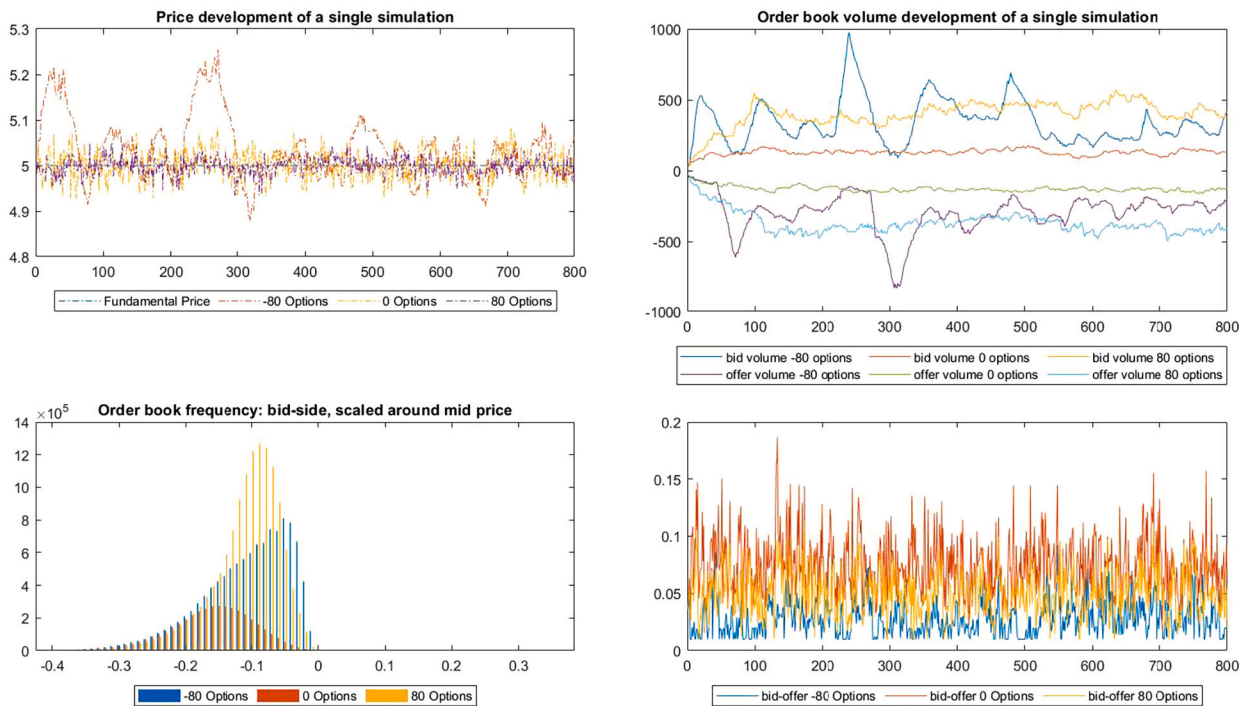 Price development of a single simulation
5.3
5.2
5.1
5
4.9
4.8
0 100 200 300 400 500 600 700 800
Fundamental Price -80 Options 0 Options 80 Options
Order book volume development of a single simulation
1000
500
0
-500
-1000
0 100 200 300 400 500 600 700 800
bid volume -80 options bid volume 0 options bid volume 80 options
offer volume -80 options offer volume 0 options offer volume 80 options
×10⁵ Order book frequency: bid-side, scaled around mid price
14
12
10
8
6
4
2
0
-0.4 -0.3 -0.2 -0.1 0 0.1 0.2 0.3
-80 Options 0 Options 80 Options
0.2
0.15
0.1
0.05
0
0 100 200 300 400 500 600 700 800
bid-offer -80 Options bid-offer 0 Options bid-offer 80 Options